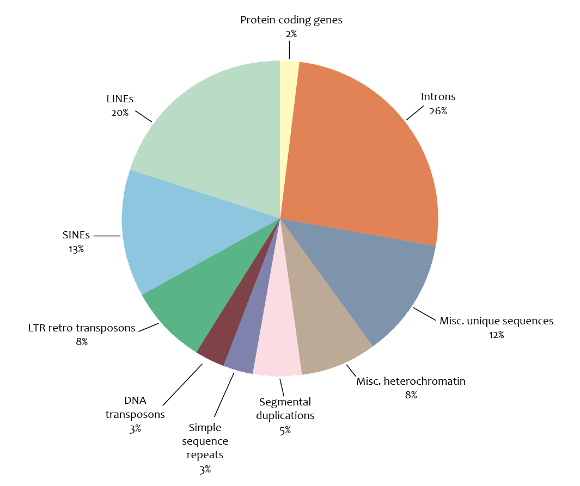 Protein coding genes
2%
Introns
26%
Misc. unique sequences
12%
Misc. heterochromatin
8%
Segmental
duplications
5%
Simple
sequence
repeats
3%
DNA
transposons
3%
LTR retro transposons
8%
SINEs
13%
LINEs
20%